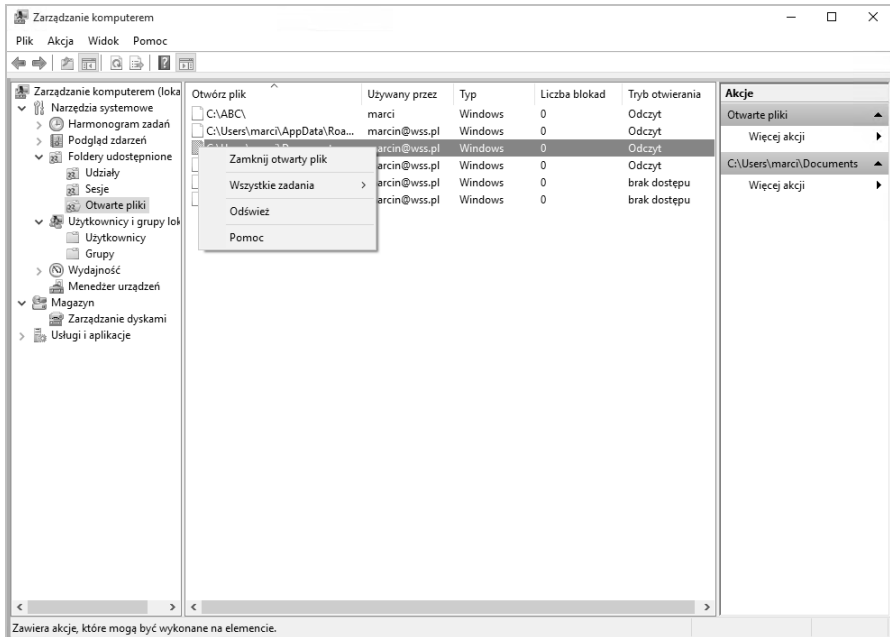 Zarządzanie komputerem
Plik Akcja Widok Pomoc
Zarządzanie komputerem (loka
Narzędzia systemowe
Harmonogram zadań
Podgląd zdarzeń
Foldery udostępnione
Udziały
Sesje
Otwarte pliki
Użytkownicy i grupy lok
Użytkownicy
Grupy
Wydajność
Menedżer urządzeń
Magazyn
Zarządzanie dyskami
Usługi i aplikacje
Otwórz plik Używany przez Typ Liczba blokad Tryb otwierania
C:\ABC\ marci Windows 0 Odczyt
C:\Users\marci\AppData\Roa... marcin@wss.pl Windows 0 Odczyt
arcin@wss.pl Windows 0 Odczyt
arcin@wss.pl Windows 0 Odczyt
arcin@wss.pl Windows 0 brak dostępu
arcin@wss.pl Windows 0 brak dostępu
Zamknij otwarty plik
Wszystkie zadania
Odśwież
Pomoc
Akcje
Otwarte pliki
Więcej akcji
C:\Users\marci\Documents
Więcej akcji
Zawiera akcje, które mogą być wykonane na elemencie.